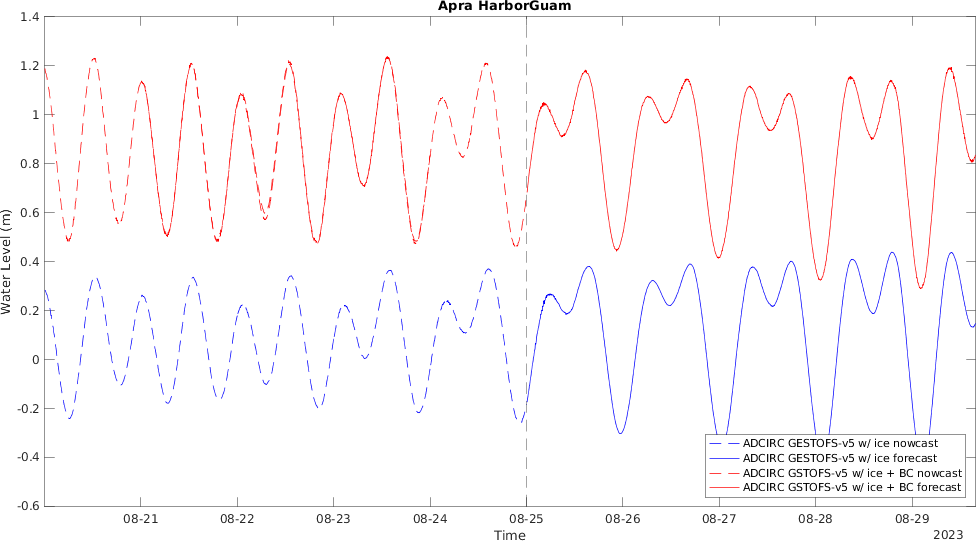 Apra HarborGuam
1.4
1.2
1
0.8
0.6
0.4
0.2
0
-0.2
-0.4
-0.6
Water Level (m)
ADCIRC GESTOFS-v5 w/ ice nowcast
ADCIRC GESTOFS-v5 w/ ice forecast
ADCIRC GSTOFS-v5 w/ ice + BC nowcast
ADCIRC GSTOFS-v5 w/ ice + BC forecast
08-21 08-22 08-23 08-24 08-25 08-26 08-27 08-28 08-29
Time
2023